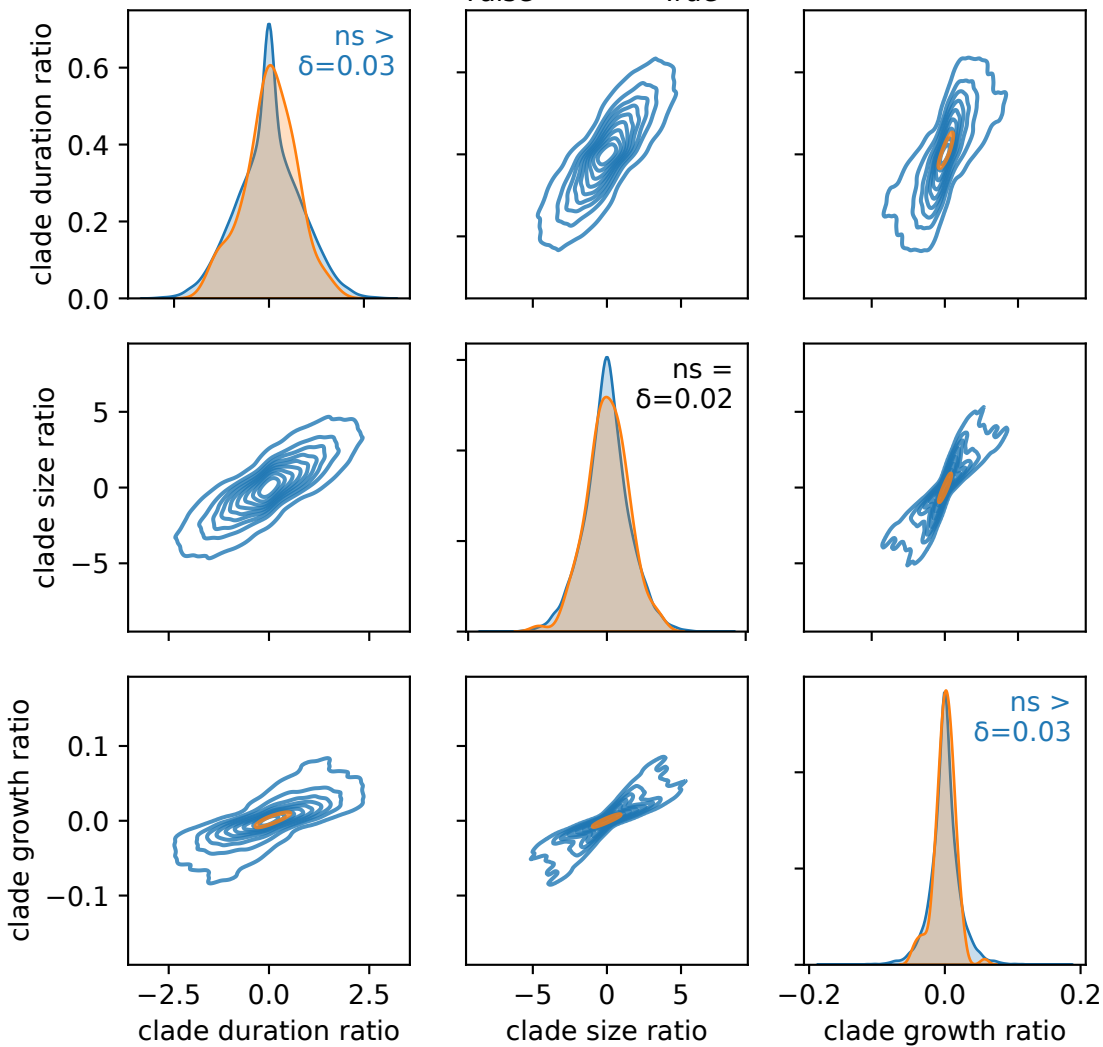 clade duration ratio
0.6
0.4
0.2
0.0
ns >
δ=0.03
clade size ratio
5
0
−5
ns =
δ=0.02
clade growth ratio
0.1
0.0
−0.1
ns >
δ=0.03
−2.5
0.0
2.5
−5
0
5
−0.2
0.0
0.2
clade duration ratio
clade size ratio
clade growth ratio